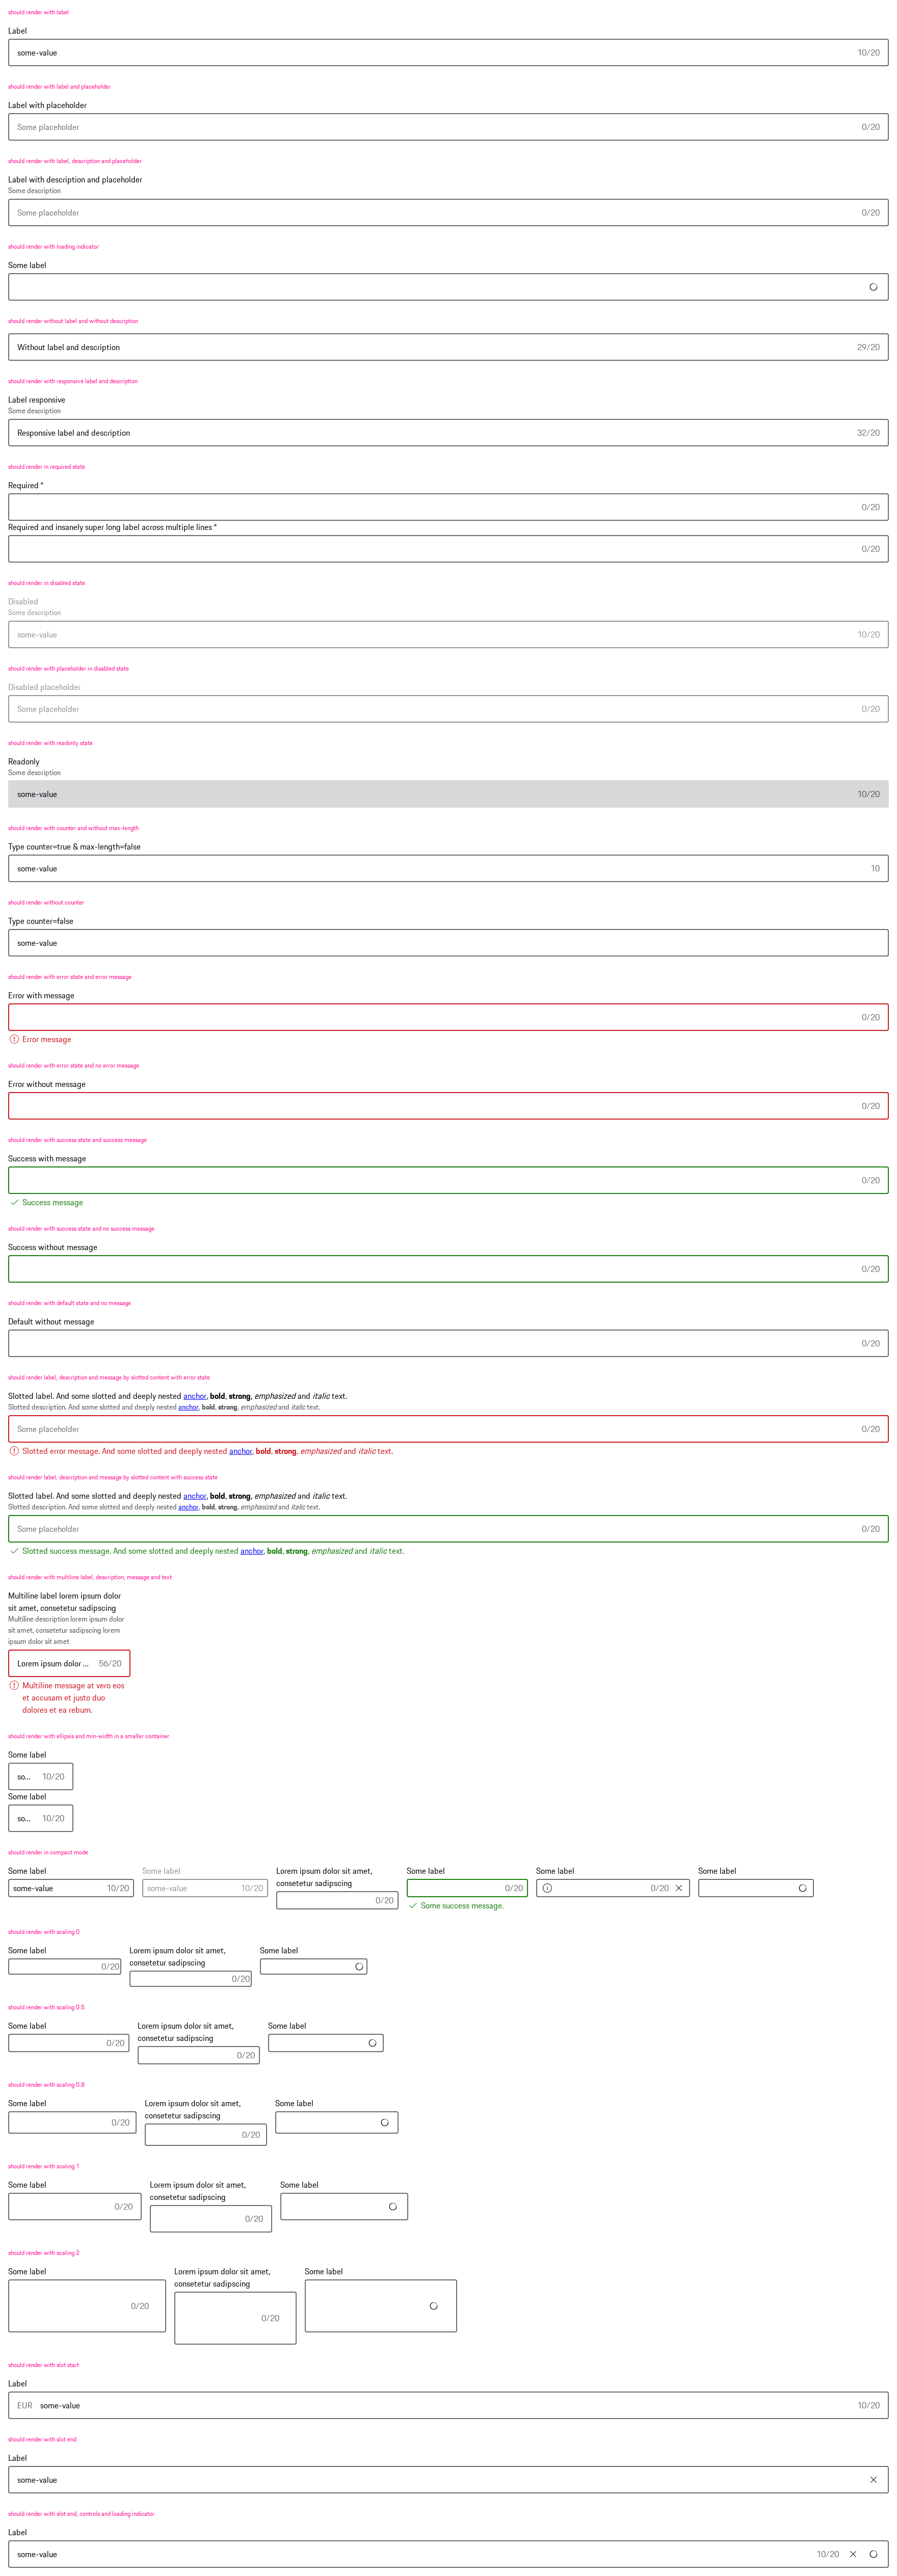 should render with label
Label
some-value 10/20
should render with label and placeholder
Label with placeholder
Some placeholder 0/20
should render with label, description and placeholder
Label with description and placeholder
Some description
Some placeholder 0/20
should render with loading indicator
Some label
should render without label and without description
Without label and description 29/20
should render with responsive label and description
Label responsive
Some description
Responsive label and description 32/20
should render in required state
Required *
0/20
Required and insanely super long label across multiple lines *
0/20
should render in disabled state
Disabled
Some description
some-value 10/20
should render with placeholder in disabled state
Disabled placeholder
Some placeholder 0/20
should render with readonly state
Readonly
Some description
some-value 10/20
should render with counter and without max-length
Type counter=true & max-length=false
some-value 10
should render without counter
Type counter=false
some-value
should render with error state and error message
Error with message
0/20
Error message
should render with error state and no error message
Error without message
0/20
should render with success state and success message
Success with message
0/20
Success message
should render with success state and no success message
Success without message
0/20
should render with default state and no message
Default without message
0/20
should render label, description and message by slotted content with error state
Slotted label. And some slotted and deeply nested anchor, bold, strong, emphasized and italic text.
Slotted description. And some slotted and deeply nested anchor, bold, strong, emphasized and italic text.
Some placeholder 0/20
Slotted error message. And some slotted and deeply nested anchor, bold, strong, emphasized and italic text.
should render label, description and message by slotted content with success state
Slotted label. And some slotted and deeply nested anchor, bold, strong, emphasized and italic text.
Slotted description. And some slotted and deeply nested anchor, bold, strong, emphasized and italic text.
Some placeholder 0/20
Slotted success message. And some slotted and deeply nested anchor, bold, strong, emphasized and italic text.
should render with multiline label, description, message and text
Multiline label lorem ipsum dolor
sit amet, consetetur sadipscing
Multiline description lorem ipsum dolor
sit amet, consetetur sadipscing lorem
ipsum dolor sit amet
Lorem ipsum dolor ... 56/20
Multiline message at vero eos
et accusam et justo duo
dolores et ea rebum.
should render with ellipsis and min-width in a smaller container
Some label
so... 10/20
Some label
so... 10/20
should render in compact mode
Some label
some-value 10/20
Some label
some-value 10/20
Lorem ipsum dolor sit amet,
consetetur sadipscing
0/20
Some label
0/20
Some success message.
Some label
0/20
Some label
should render with scaling 0
Some label
0/20
Lorem ipsum dolor sit amet,
consetetur sadipscing
0/20
Some label
should render with scaling 0.5
Some label
0/20
Lorem ipsum dolor sit amet,
consetetur sadipscing
0/20
Some label
should render with scaling 0.8
Some label
0/20
Lorem ipsum dolor sit amet,
consetetur sadipscing
0/20
Some label
should render with scaling 1
Some label
0/20
Lorem ipsum dolor sit amet,
consetetur sadipscing
0/20
Some label
should render with scaling 2
Some label
0/20
Lorem ipsum dolor sit amet,
consetetur sadipscing
0/20
Some label
should render with slot start
Label
EUR some-value 10/20
should render with slot end
Label
some-value
should render with slot end, controls and loading indicator
Label
some-value 10/20